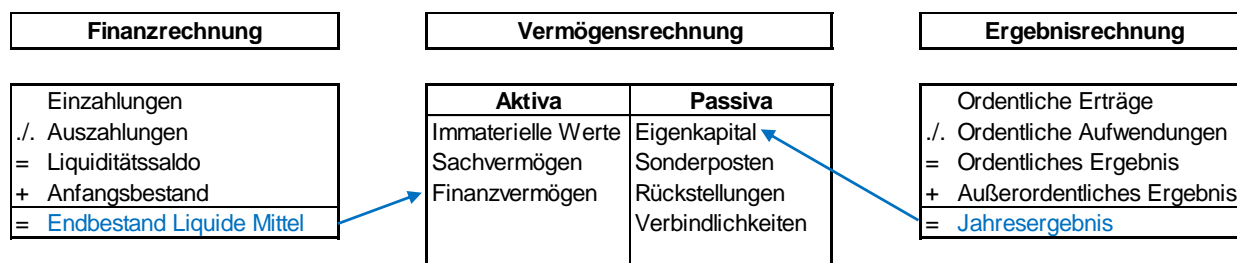 Finanzrechnung
Vermögensrechnung
Ergebnisrechnung
Einzahlungen
./. Auszahlungen
= Liquiditätssaldo
+ Anfangsbestand
= Endbestand Liquide Mittel
Aktiva Passiva
Immaterielle Werte Eigenkapital
Sachvermögen Sonderposten
Finanzvermögen Rückstellungen
Verbindlichkeiten
Ordentliche Erträge
./. Ordentliche Aufwendungen
= Ordentliches Ergebnis
+ Außerordentliches Ergebnis
= Jahresergebnis